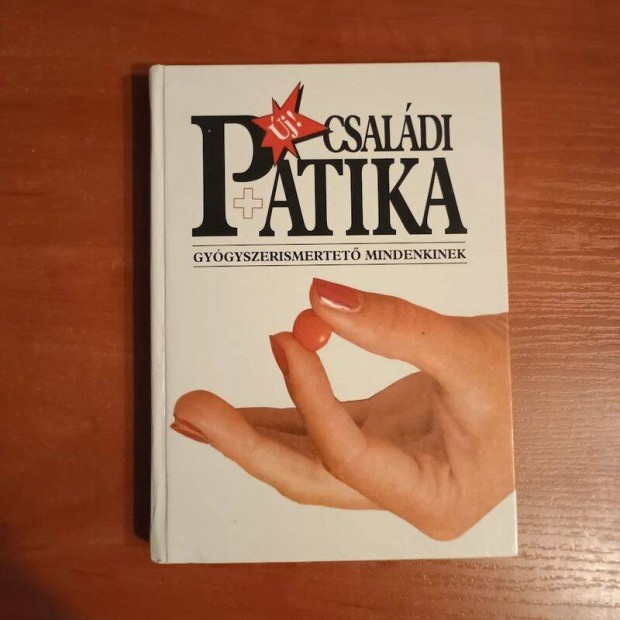 Új!
CSALÁDI
PATIKA
GYÓGYSZERISMERTETŐ MINDENKINEK